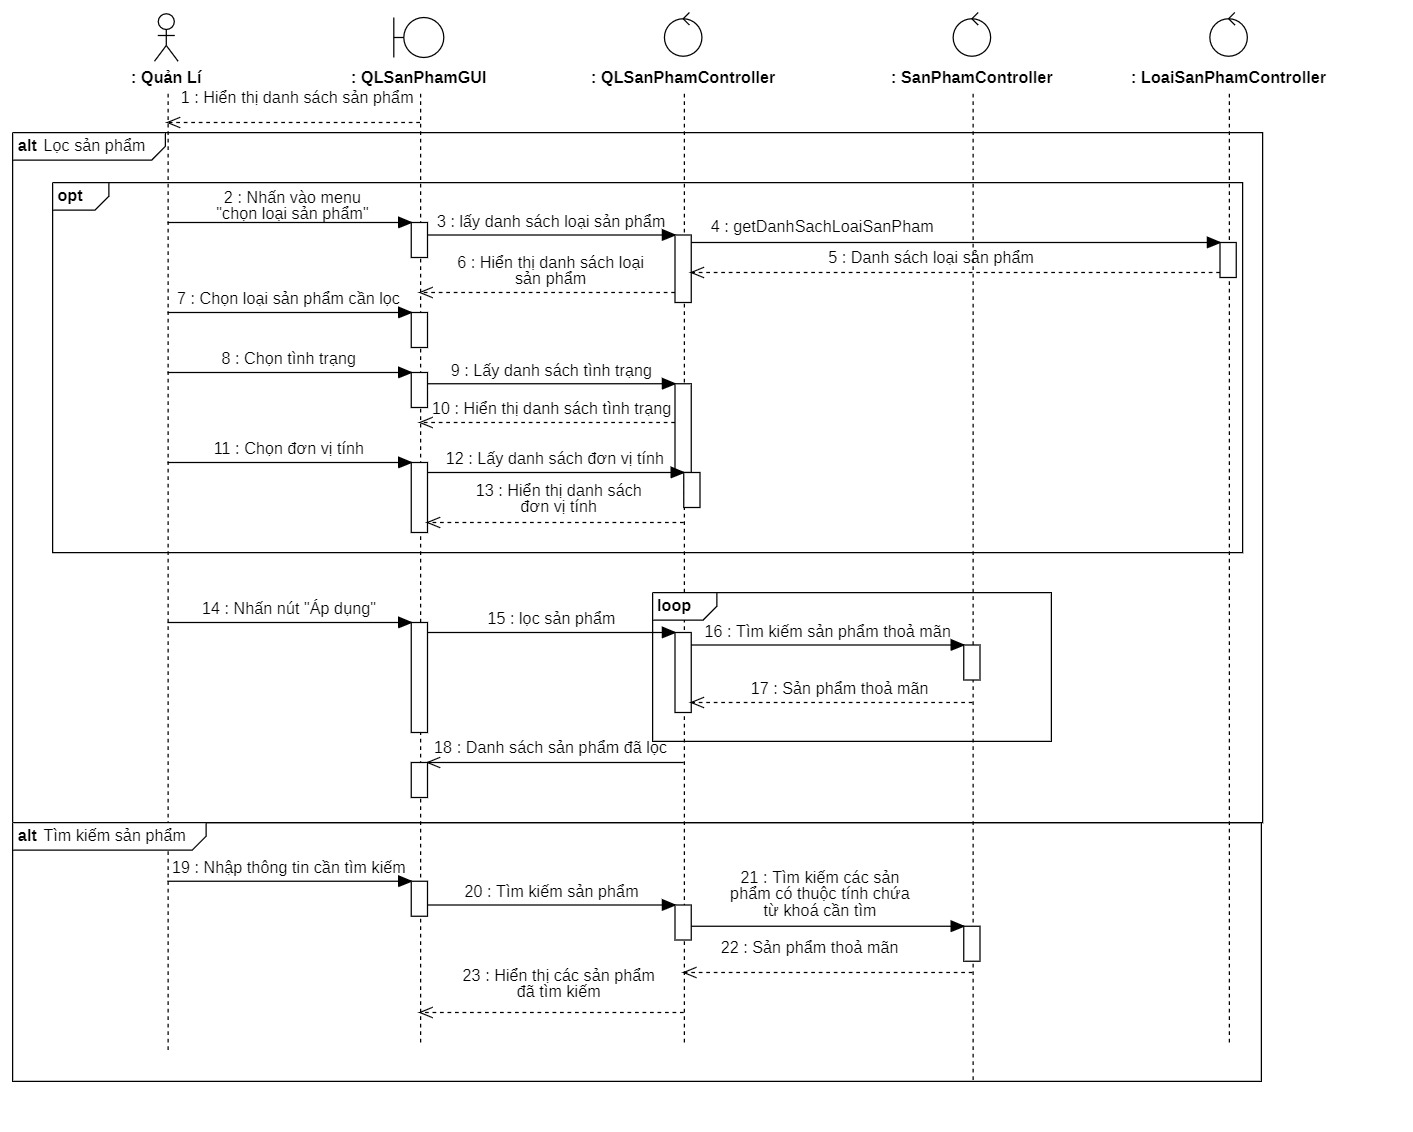 : Quản Lí
: QLSanPhamGUI
: QLSanPhamController
: SanPhamController
: LoaiSanPhamController
1 : Hiển thị danh sách sản phẩm
alt Lọc sản phẩm
opt
2 : Nhấn vào menu
"chọn loại sản phẩm"
3 : lấy danh sách loại sản phẩm
4 : getDanhSachLoaiSanPham
5 : Danh sách loại sản phẩm
6 : Hiển thị danh sách loại
sản phẩm
7 : Chọn loại sản phẩm cần lọc
8 : Chọn tình trạng
9 : Lấy danh sách tình trạng
10 : Hiển thị danh sách tình trạng
11 : Chọn đơn vị tính
12 : Lấy danh sách đơn vị tính
13 : Hiển thị danh sách
đơn vị tính
14 : Nhấn nút "Áp dụng"
15 : lọc sản phẩm
loop
16 : Tìm kiếm sản phẩm thoả mãn
17 : Sản phẩm thoả mãn
18 : Danh sách sản phẩm đã lọc
alt Tìm kiếm sản phẩm
19 : Nhập thông tin cần tìm kiếm
20 : Tìm kiếm sản phẩm
21 : Tìm kiếm các sản
phẩm có thuộc tính chứa
từ khoá cần tìm
22 : Sản phẩm thoả mãn
23 : Hiển thị các sản phẩm
đã tìm kiếm